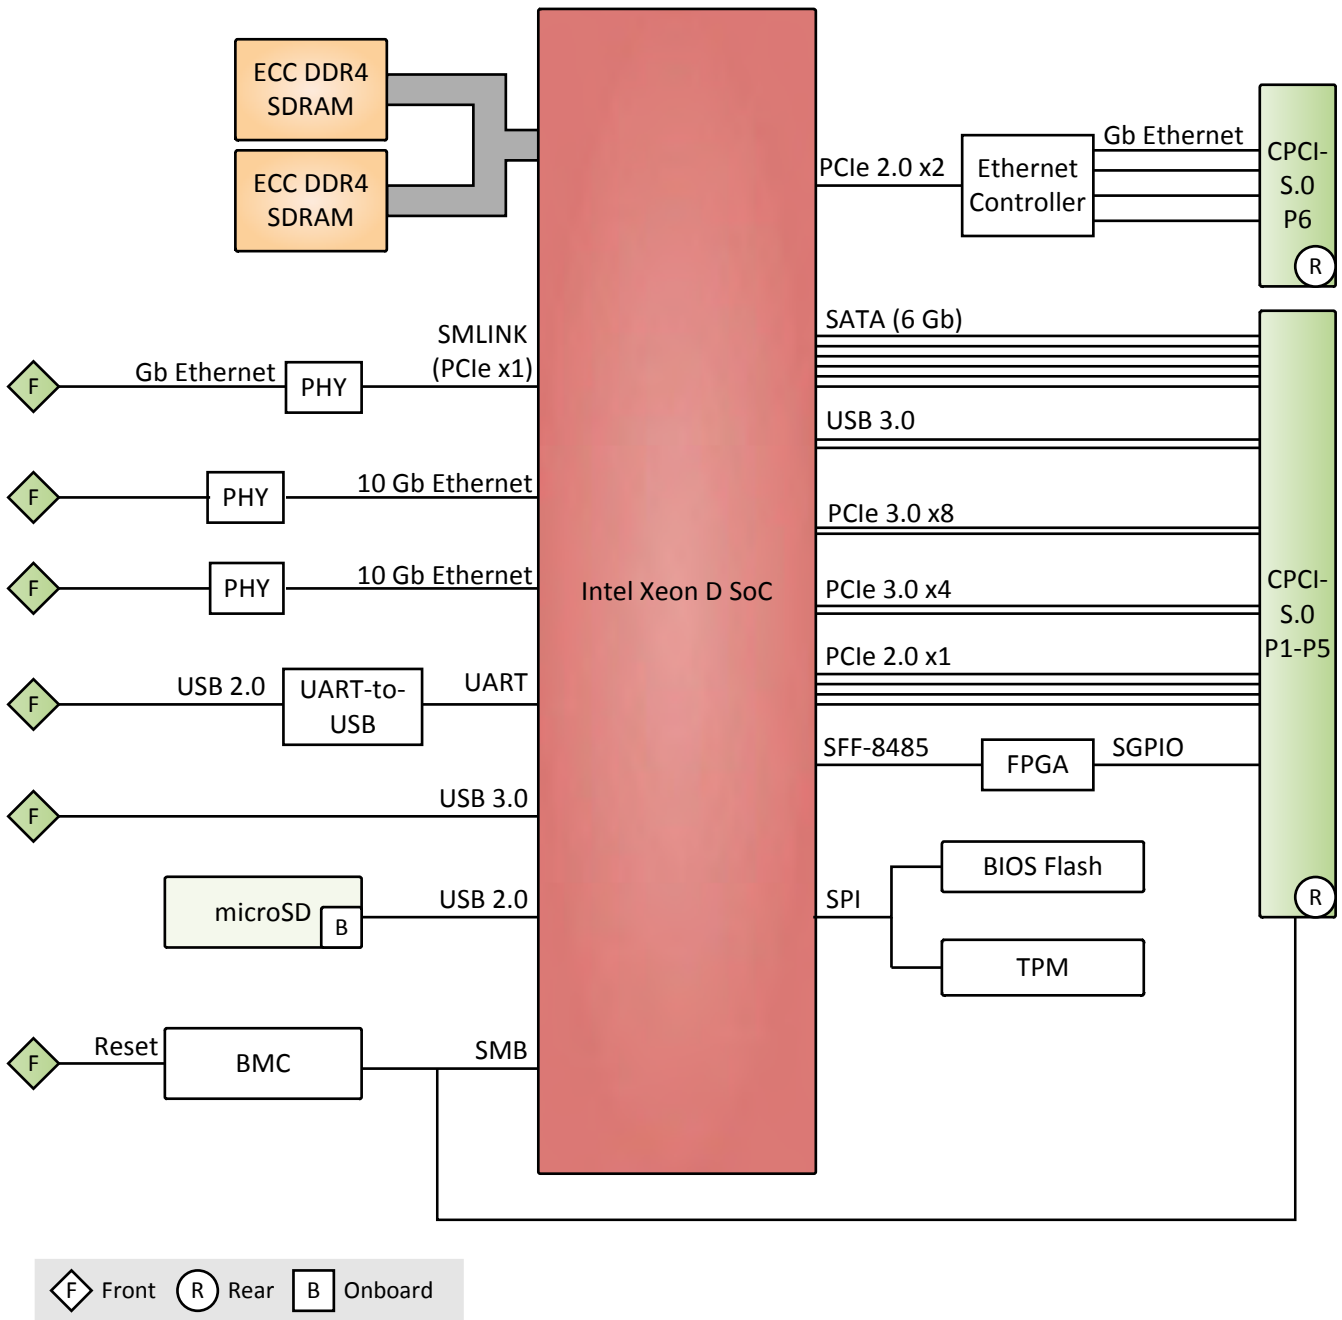 ECC DDR4
SDRAM
ECC DDR4
SDRAM
PCIe 2.0 x2
Ethernet
Controller
Gb Ethernet
CPCI-
S.0
P6
R
SMLINK
(PCIe x1)
Gb Ethernet
PHY
F
10 Gb Ethernet
PHY
F
10 Gb Ethernet
PHY
F
USB 2.0
UART-to-
USB
UART
F
USB 3.0
F
microSD
B
USB 2.0
Reset
BMC
SMB
F
Intel Xeon D SoC
SATA (6 Gb)
USB 3.0
PCIe 3.0 x8
PCIe 3.0 x4
PCIe 2.0 x1
SFF-8485
FPGA
SGPIO
CPCI-
S.0
P1-P5
R
SPI
BIOS Flash
TPM
F Front R Rear B Onboard